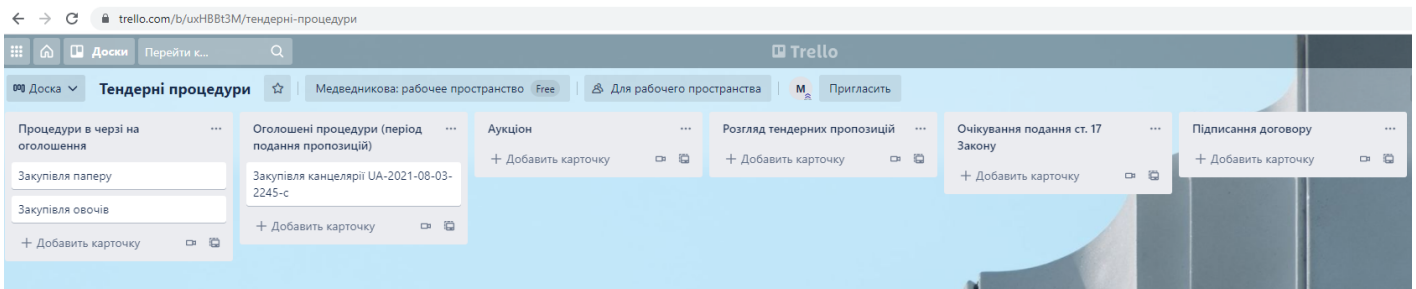 trello.com/b/uxHBBt3M/тендерні-процедури
Доски
Перейти к...
Trello
Доска
Тендерні процедури
Медведникова: рабочее пространство Free
Для рабочего пространства
M
Пригласить
Процедури в черзі на
оголошення
Закупівля паперу
Закупівля овочів
+ Добавить карточку
Оголошені процедури (період
подання пропозицій)
Закупівля канцелярії UA-2021-08-03-
2245-c
+ Добавить карточку
Аукціон
+ Добавить карточку
Розгляд тендерних пропозицій
+ Добавить карточку
Очікування подання ст. 17
Закону
+ Добавить карточку
Підписання договору
+ Добавить карточку